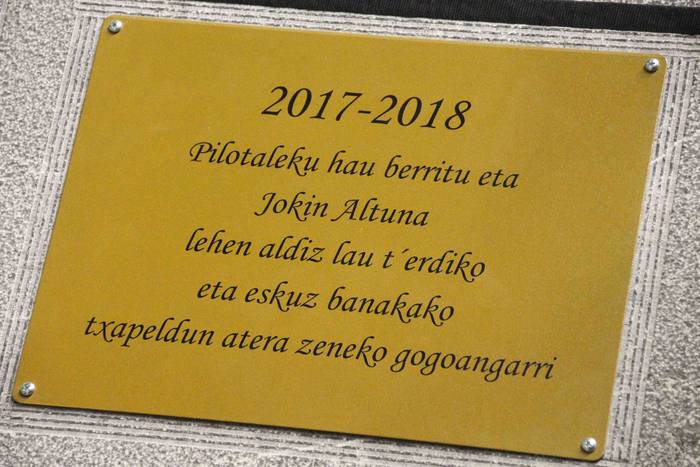 2017-2018
Pilotaleku hau berritu eta
Jokin Altuna
lehen aldiz lau t´erdiko
eta eskuz banakako
txapeldun atera zeneko gogoangarri